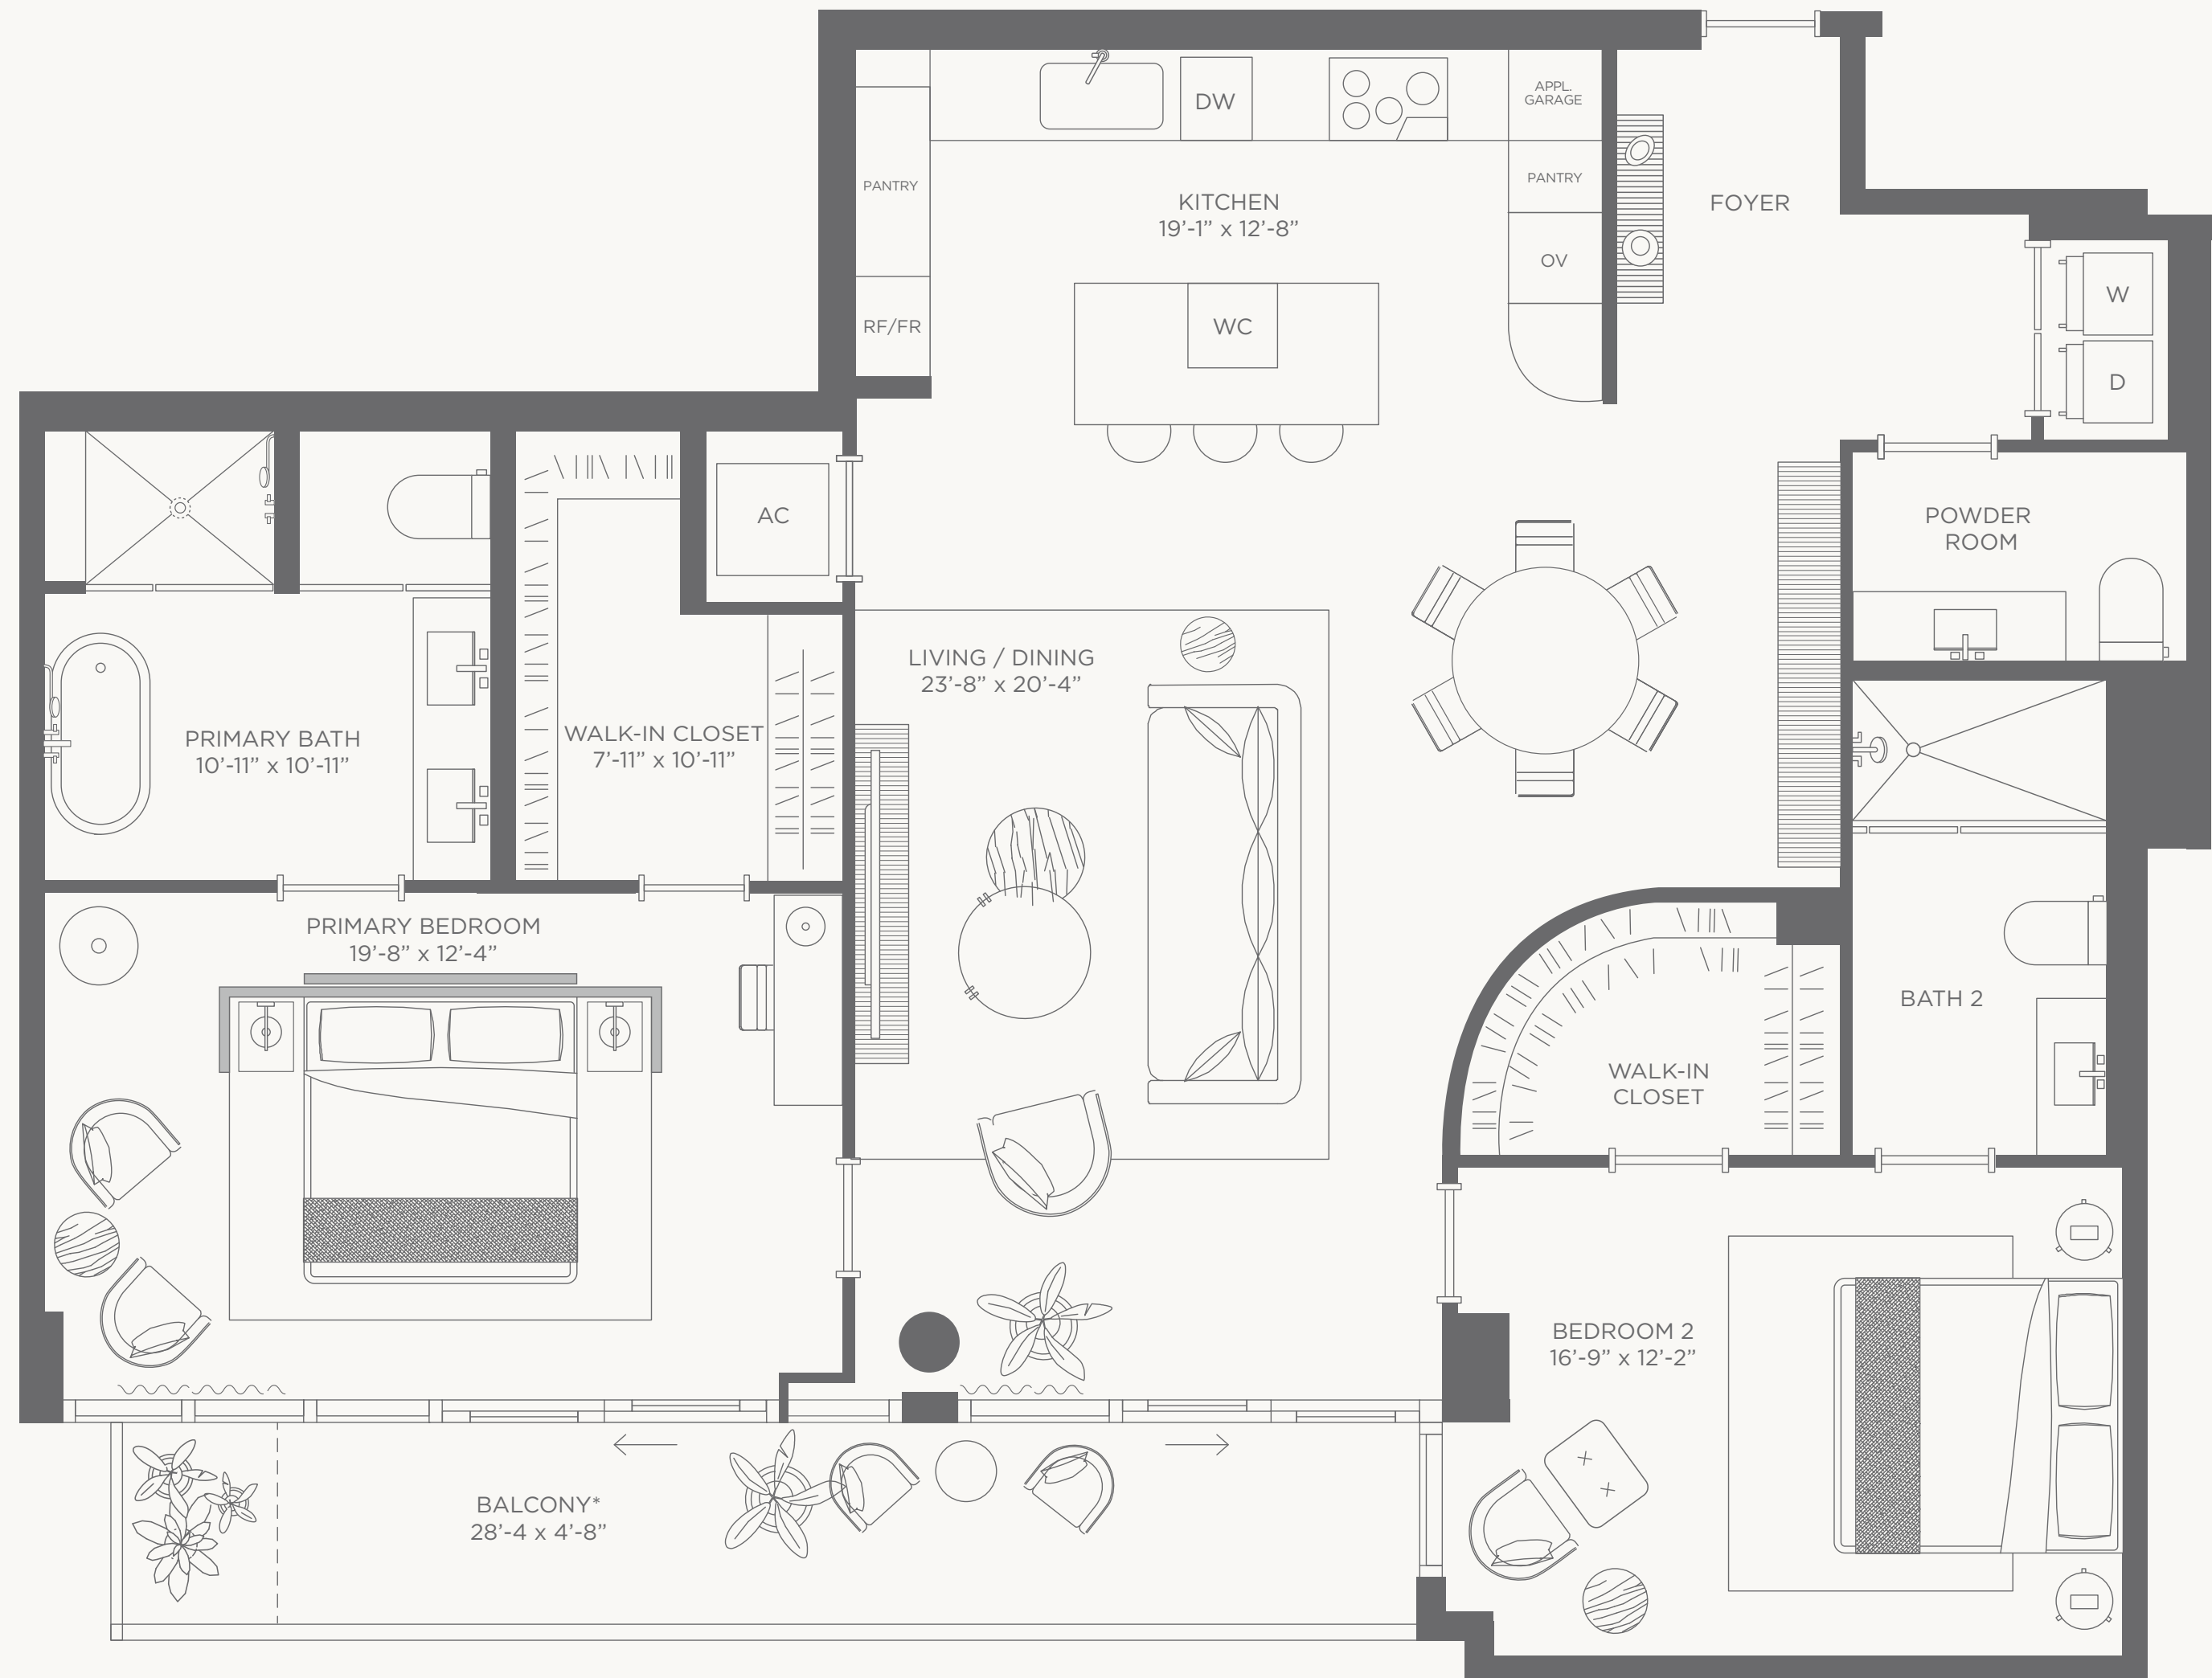 DW
APPL.
GARAGE
PANTRY
PANTRY
KITCHEN
19’-1” x 12’-8”
FOYER
OV
RF/FR
WC
W
D
AC
POWDER
ROOM
LIVING / DINING
23’-8” x 20’-4”
PRIMARY BATH
10’-11” x 10’-11”
WALK-IN CLOSET
7’-11” x 10’-11”
PRIMARY BEDROOM
19’-8” x 12’-4”
BATH 2
WALK-IN
CLOSET
BEDROOM 2
16’-9” x 12’-2”
BALCONY*
28’-4 x 4’-8”